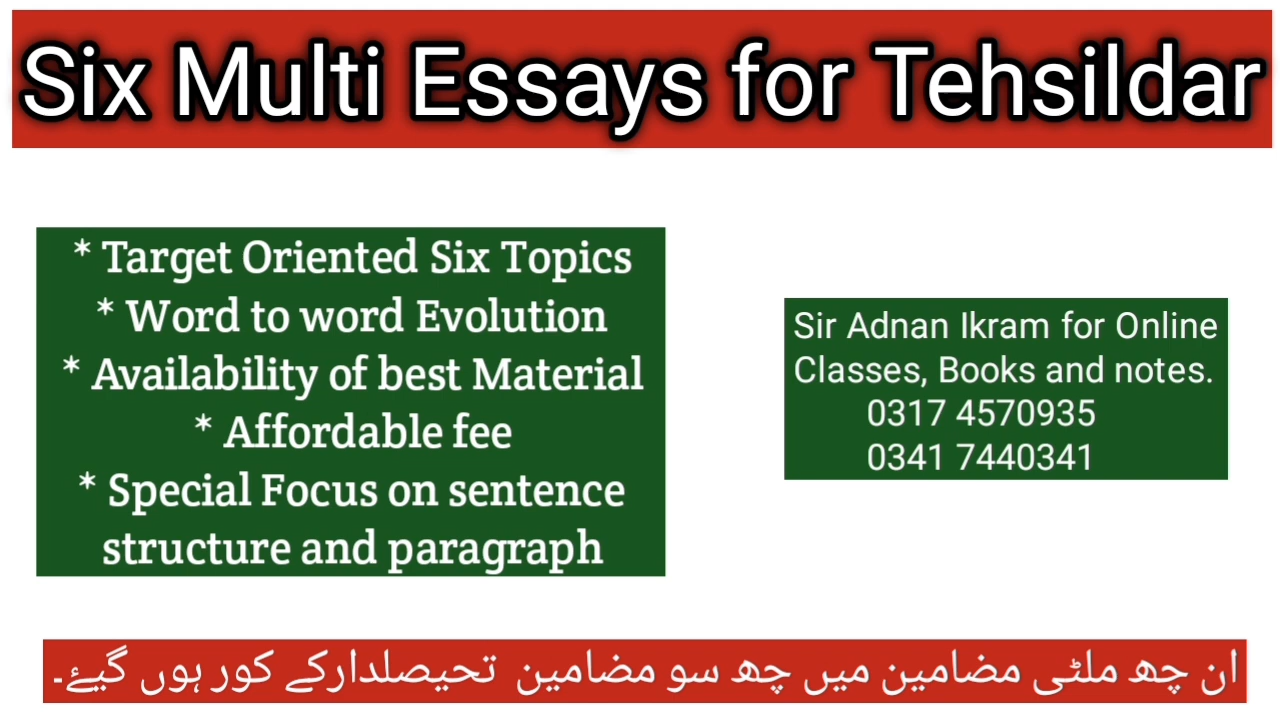 Six Multi Essays for Tehsildar
* Target Oriented Six Topics
* Word to word Evolution
* Availability of best Material
* Affordable fee
* Special Focus on sentence
structure and paragraph
Sir Adnan Ikram for Online
Classes, Books and notes.
0317 4570935
0341 7440341
ان چھ ملٹی مضامین میں چھ سو مضامین تحیصلدارکے کور ہوں گیۓ۔